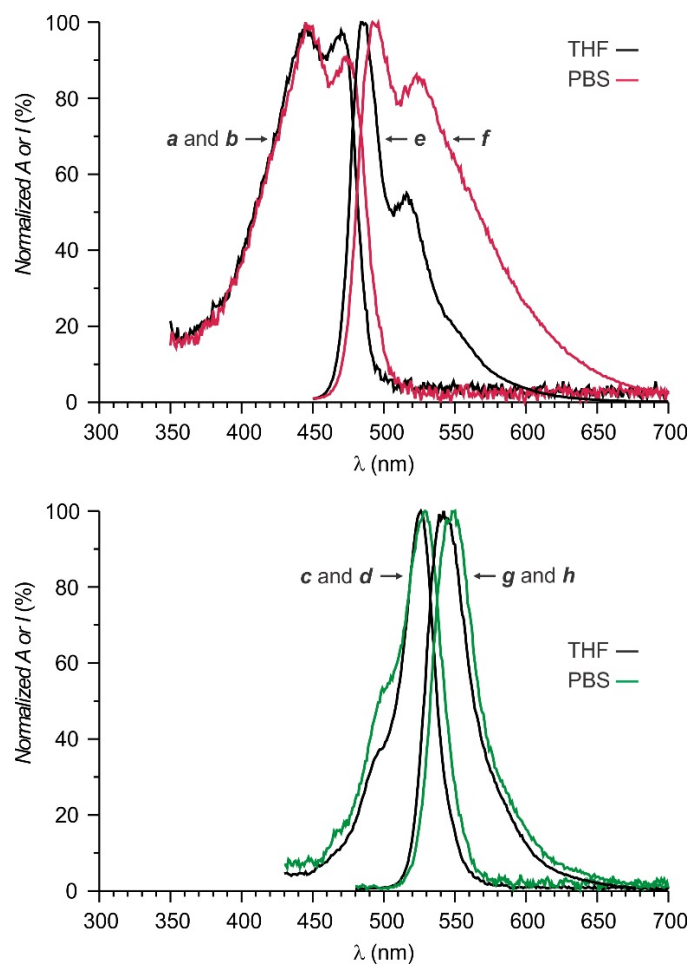 100
THF
PBS
80
a and b
e
f
60
40
20
0
Normalized A or I (%)
300 350 400 450 500 550 600 650 700
λ (nm)
100
c and d
g and h
80
60
THF
PBS
40
20
0
Normalized A or I (%)
300 350 400 450 500 550 600 650 700
λ (nm)